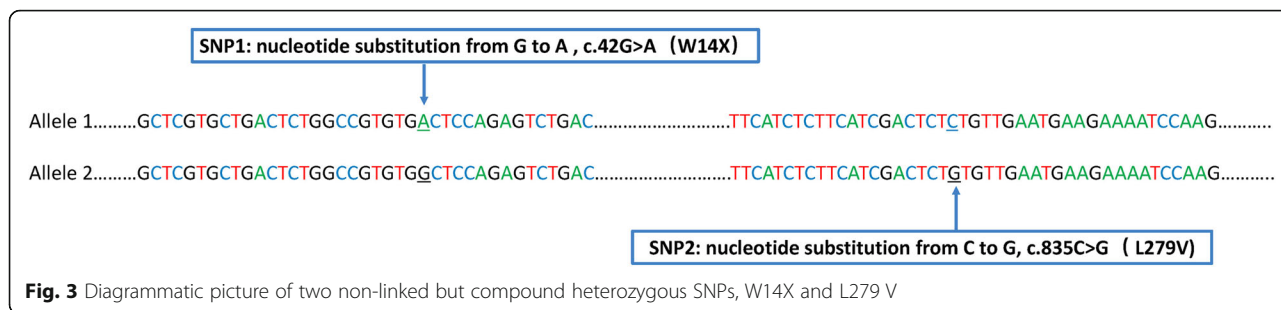 SNP1: nucleotide substitution from G to A , c.42G>A （W14X）
Allele 1.........GCTCGTGCTGACTCTGGCCGTGTGACTCCAGAGTCTGAC..............................TTCATCTCTTCATCGACTCTCTGTTGAATGAAGAAAATCCAAG...........
Allele 2.........GCTCGTGCTGACTCTGGCCGTGTGGCTCCAGAGTCTGAC..............................TTCATCTCTTCATCGACTCTGTGTTGAATGAAGAAAATCCAAG...........
SNP2: nucleotide substitution from C to G, c.835C>G （ L279V)
Fig. 3 Diagrammatic picture of two non-linked but compound heterozygous SNPs, W14X and L279 V